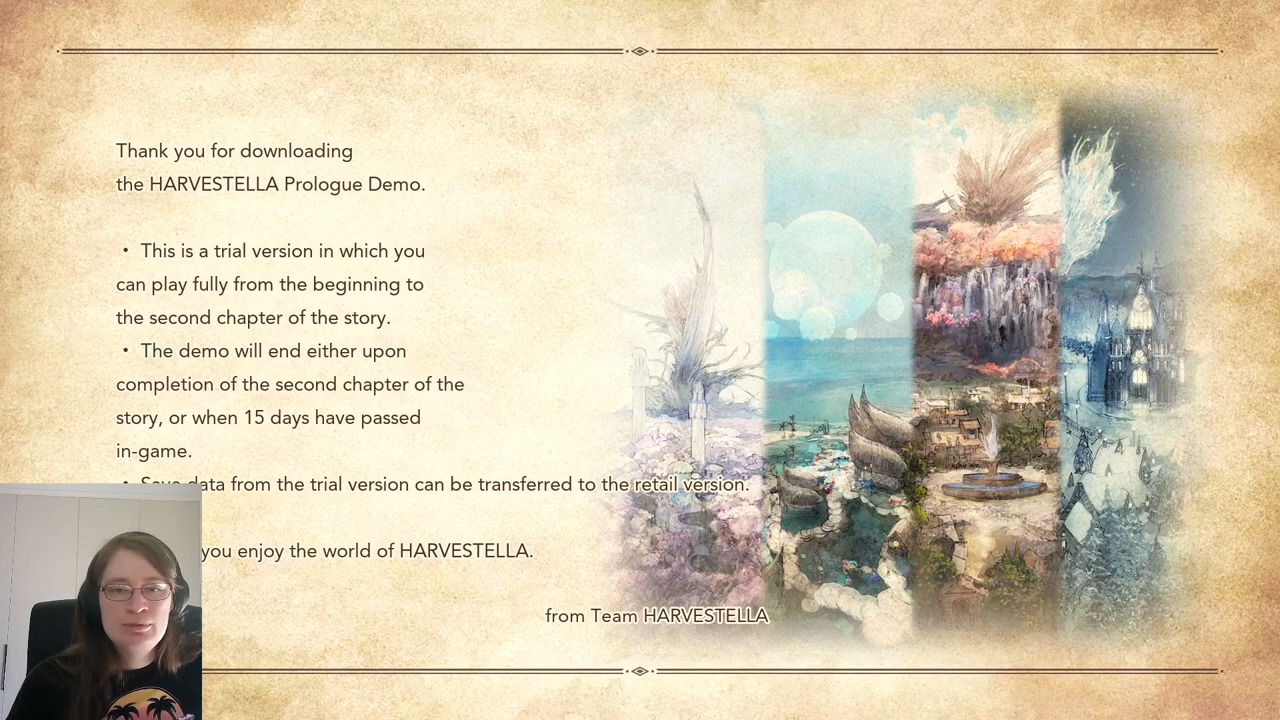 Thank you for downloading
the HARVESTELLA Prologue Demo.
・ This is a trial version in which you
can play fully from the beginning to
the second chapter of the story.
・ The demo will end either upon
completion of the second chapter of the
story, or when 15 days have passed
in-game.
・ Save data from the trial version can be transferred to the retail version.
you enjoy the world of HARVESTELLA.
from Team HARVESTELLA